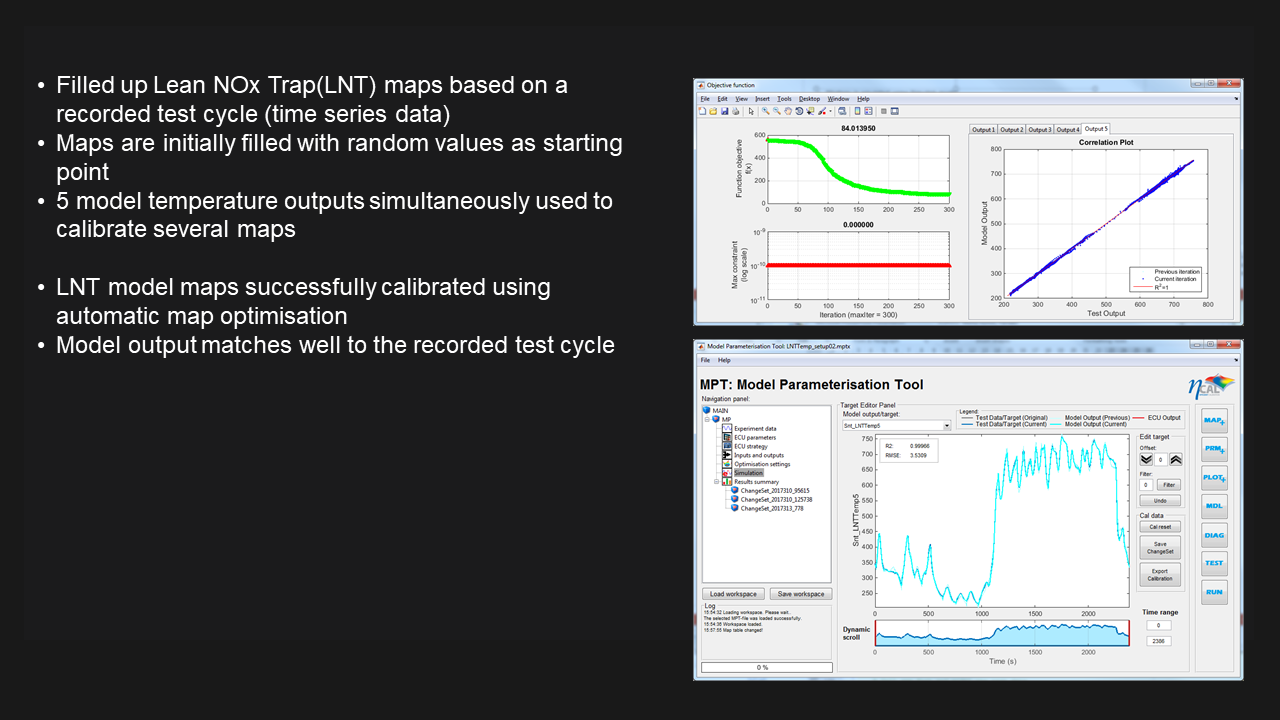 • Filled up Lean NOx Trap(LNT) maps based on a
recorded test cycle (time series data)
• Maps are initially filled with random values as starting
point
• 5 model temperature outputs simultaneously used to
calibrate several maps
• LNT model maps successfully calibrated using
automatic map optimisation
• Model output matches well to the recorded test cycle
Objective function
File Edit View Insert Tools Desktop Window Help
84.013950
Function objective
f(x)
600
400
200
0
0 50 100 150 200 250 300
0.000000
Max constraint
(log scale)
10-9
10-10
10-11
0 50 100 150 200 250 300
Iteration (maxIter = 300)
Output 1 Output 2 Output 3 Output 4 Output 5
Correlation Plot
Model Output
800
700
600
500
400
300
200
200 300 400 500 600 700 800
Test Output
Previous iteration
Current iteration
R2=1
Model Parameterisation Tool: LNTTemp_setup02.mptx
File Help
MPT: Model Parameterisation Tool
nCAL
Navigation panel:
MAIN
MP
Experiment data
ECU parameters
ECU strategy
Inputs and outputs
Optimisation settings
Simulation
Results summary
ChangeSet_2017310_95615
ChangeSet_2017310_125738
ChangeSet_2017313_778
Load workspace Save workspace
Log
15:54:32 Loading workspace. Please wait..
The selected MPT-file was loaded successfully:
15:54:36 Workspace loaded.
15:57:55 Map table changed!
0 %
Target Editor Panel
Model output/target:
Snt_LNTTemp5
Legend:
Test Data/Target (Original) Model Output (Previous) ECU Output
Test Data/Target (Current) Model Output (Current)
R2: 0.99966
RMSE: 3.5309
Snt_LNTTemp5
750
700
650
600
550
500
450
400
350
300
250
0 500 1000 1500 2000
Dynamic
scroll
0 500 1000 1500 2000
Time (s)
Edit target
Offset:
0
Filter:
0 Filter
Undo
Cal data
Cal reset
Save
ChangeSet
Export
Calibration
Time range
0
2386
MAP+
PRM+
PLOT+
MDL
DIAG
TEST
RUN